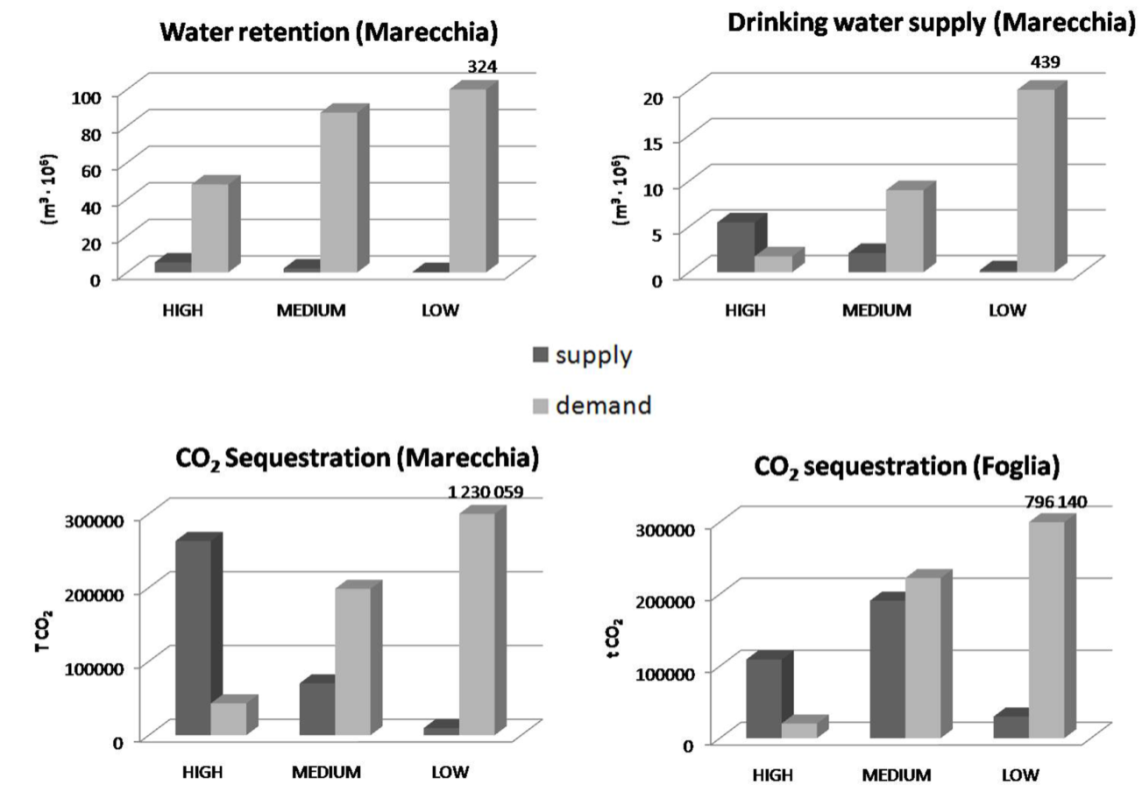 Water retention (Marecchia)
324
100
80
60
40
20
0
(m³ · 10⁶)
HIGH MEDIUM LOW
Drinking water supply (Marecchia)
439
20
15
10
5
0
(m³ · 10⁶)
HIGH MEDIUM LOW
supply
demand
CO₂ Sequestration (Marecchia)
1 230 059
300000
200000
100000
0
T CO₂
HIGH MEDIUM LOW
CO₂ sequestration (Foglia)
796 140
300000
200000
100000
0
t CO₂
HIGH MEDIUM LOW